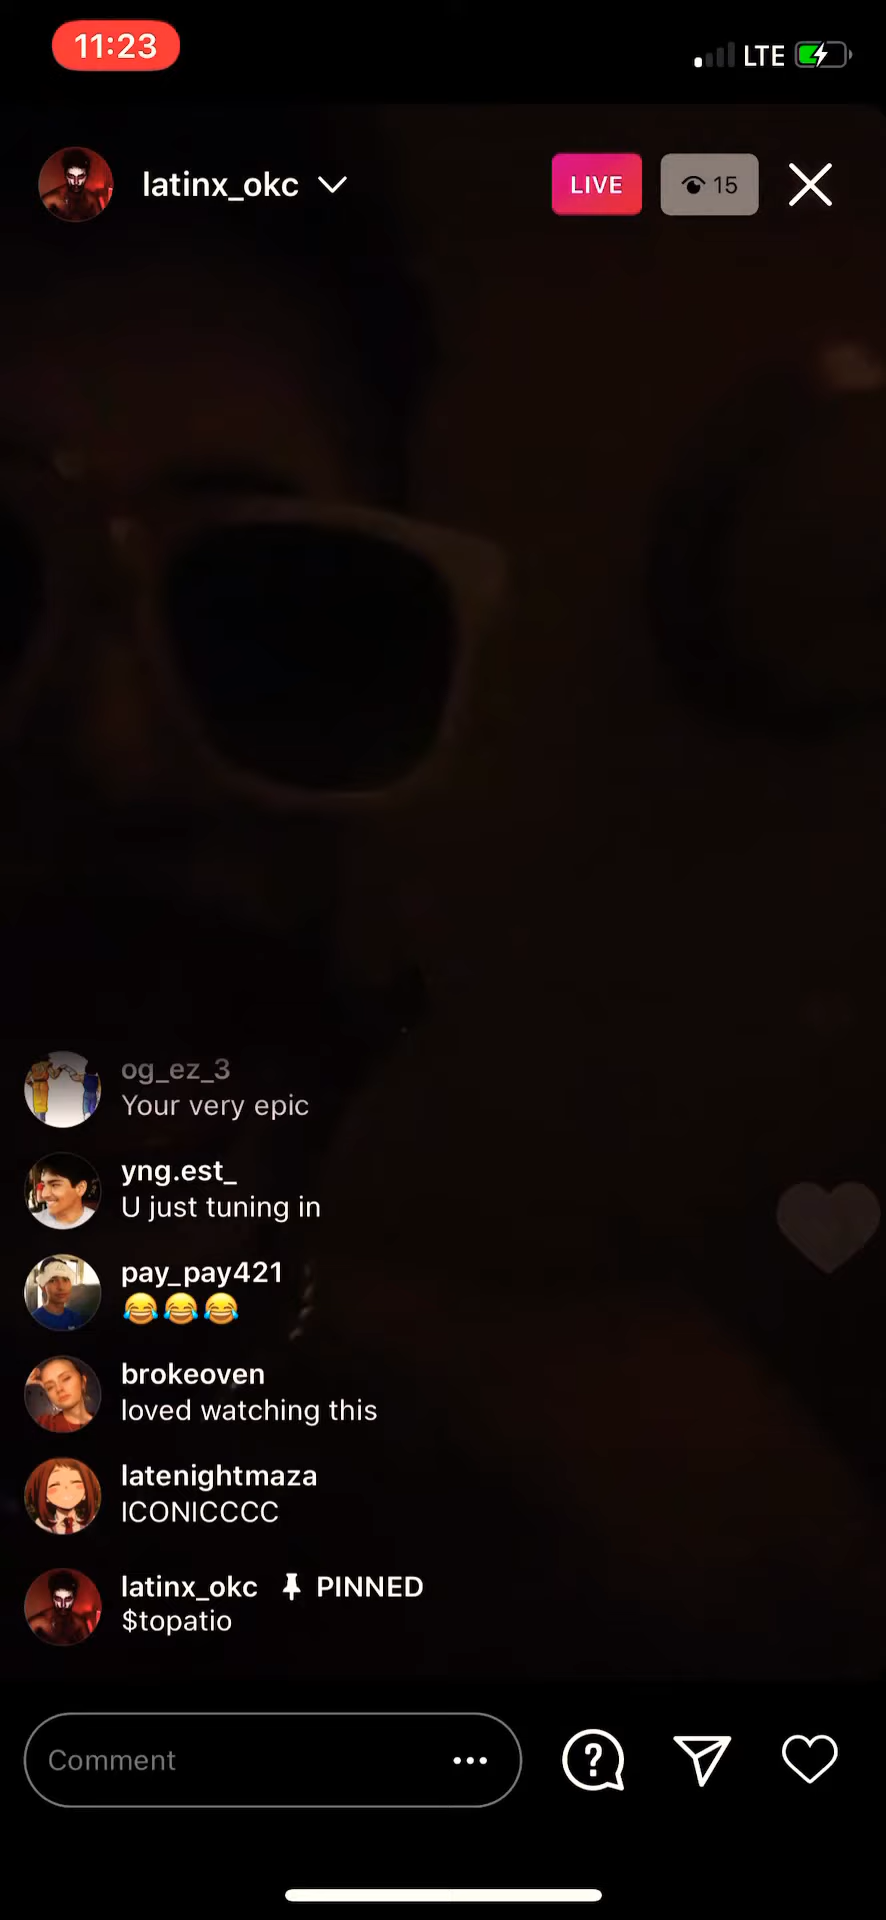 11:23
LTE
latinx_okc
LIVE
15
og_ez_3
Your very epic
yng.est_
U just tuning in
pay_pay421
😂😂😂
brokeoven
loved watching this
latenightmaza
ICONICCCC
latinx_okc PINNED
$topatio
Comment